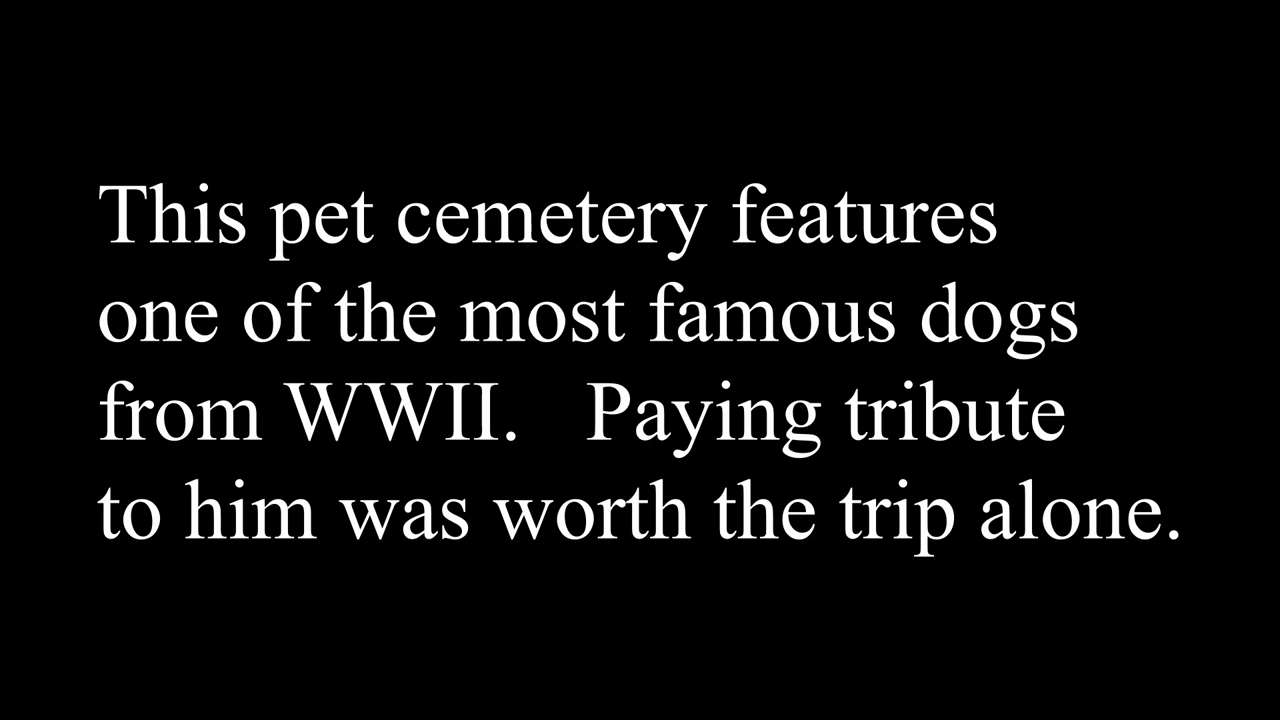 This pet cemetery features
one of the most famous dogs
from WWII.   Paying tribute
to him was worth the trip alone.